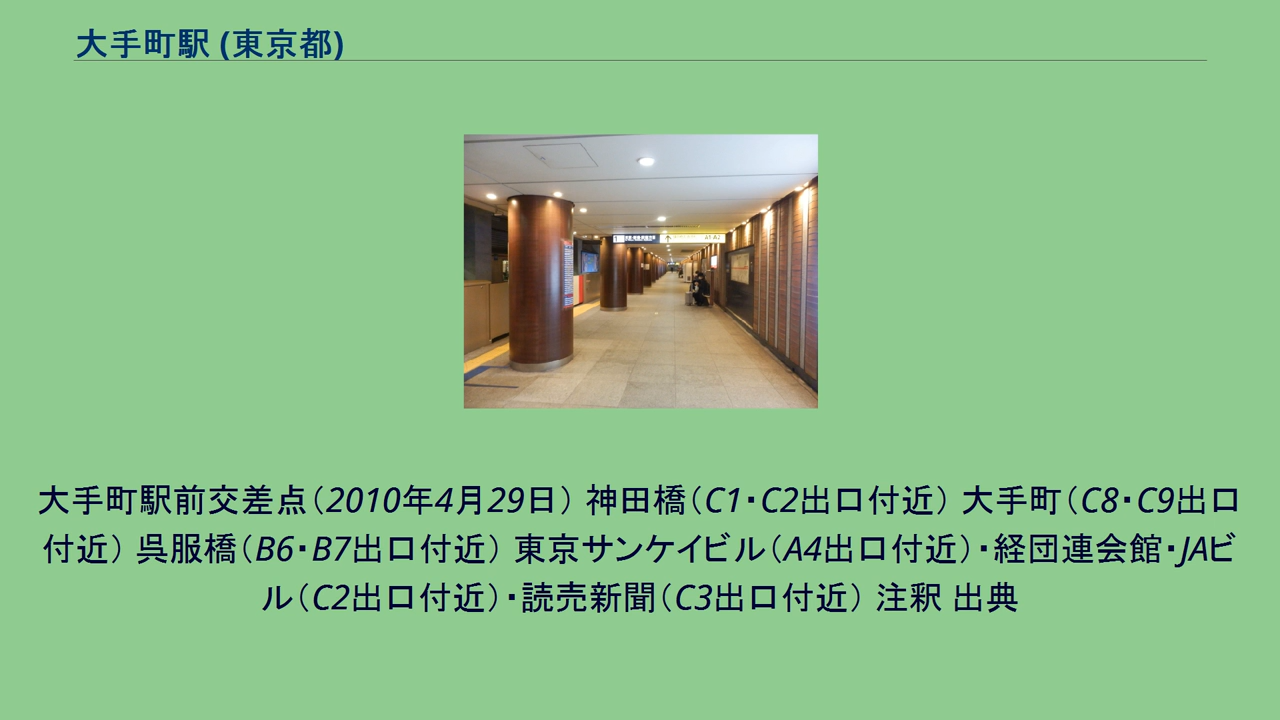 大手町駅 (東京都)
A1-A2
大手町駅前交差点（2010年4月29日） 神田橋（C1・C2出口付近） 大手町（C8・C9出口
付近） 呉服橋（B6・B7出口付近） 東京サンケイビル（A4出口付近）・経団連会館・JAビ
ル（C2出口付近）・読売新聞（C3出口付近） 注釈 出典